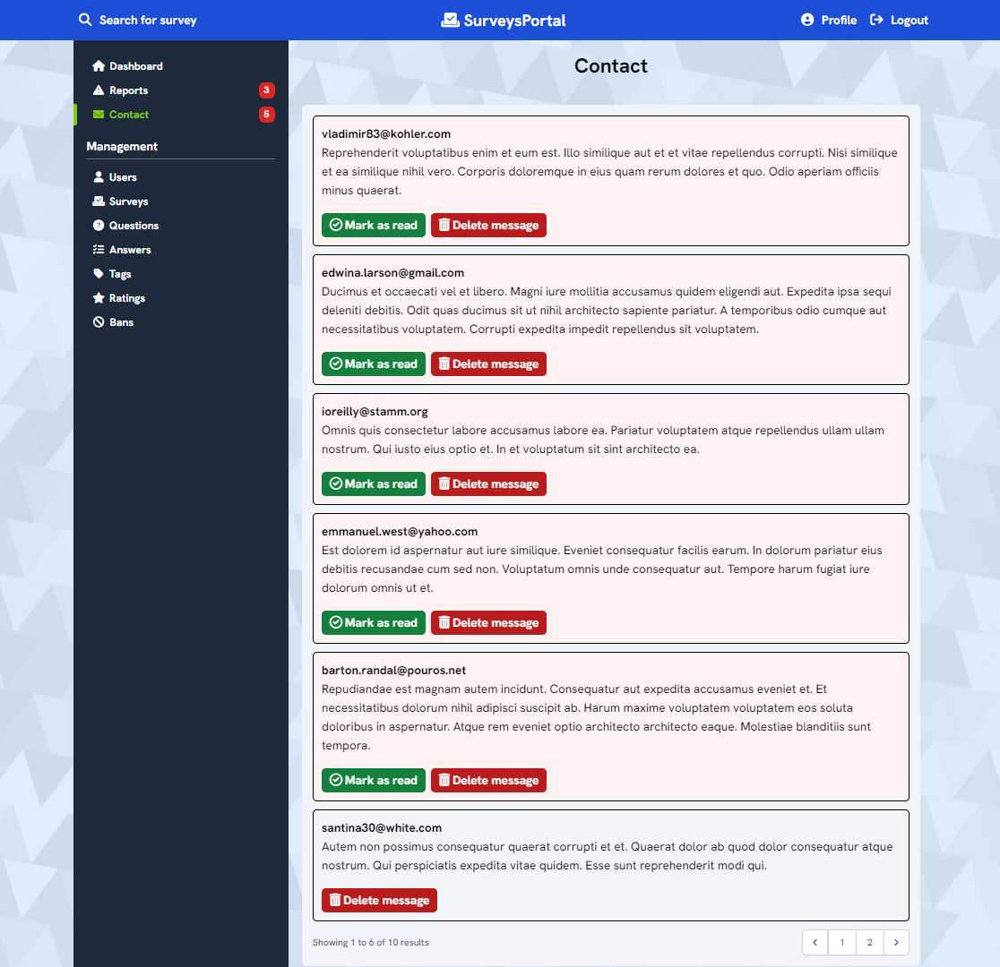 Search for survey
SurveysPortal
Profile
Logout
Dashboard
Reports 3
Contact 5
Management
Users
Surveys
Questions
Answers
Tags
Ratings
Bans
Contact
vladimir83@kohler.com
Reprehenderit voluptatibus enim et eum est. Illo similique aut et et vitae repellendus corrupti. Nisi similique
et ea similique nihil vero. Corporis doloremque in eius quam rerum dolores et quo. Odio aperiam officiis
minus quaerat.
Mark as read Delete message
edwina.larson@gmail.com
Ducimus et occaecati vel et libero. Magni iure mollitia accusamus quidem eligendi aut. Expedita ipsa sequi
deleniti debitis. Odit quas ducimus sit ut nihil architecto sapiente pariatur. A temporibus odio cumque aut
necessitatibus voluptatem. Corrupti expedita impedit repellendus sit voluptatem.
Mark as read Delete message
ioreilly@stamm.org
Omnis quis consectetur labore accusamus labore ea. Pariatur voluptatem atque repellendus ullam ullam
nostrum. Qui iusto eius optio et. In et voluptatum sit sint architecto ea.
Mark as read Delete message
emmanuel.west@yahoo.com
Est dolorem id aspernatur aut iure similique. Eveniet consequatur facilis earum. In dolorum pariatur eius
debitis recusandae cum sed non. Voluptatum omnis unde consequatur aut. Tempore harum fugiat iure
dolorum omnis ut et.
Mark as read Delete message
barton.randal@pouros.net
Repudiandae est magnam autem incidunt. Consequatur aut expedita accusamus eveniet et. Et
necessitatibus dolorum nihil adipisci suscipit ab. Harum maxime voluptatem voluptatem eos soluta
doloribus in aspernatur. Atque rem eveniet optio architecto architecto eaque. Molestiae blanditiis sunt
tempora.
Mark as read Delete message
santina30@white.com
Autem non possimus consequatur quaerat corrupti et et. Quaerat dolor ab quod dolor consequatur atque
nostrum. Qui perspiciatis expedita vitae quidem. Esse sunt reprehenderit modi qui.
Delete message
Showing 1 to 6 of 10 results
1 2